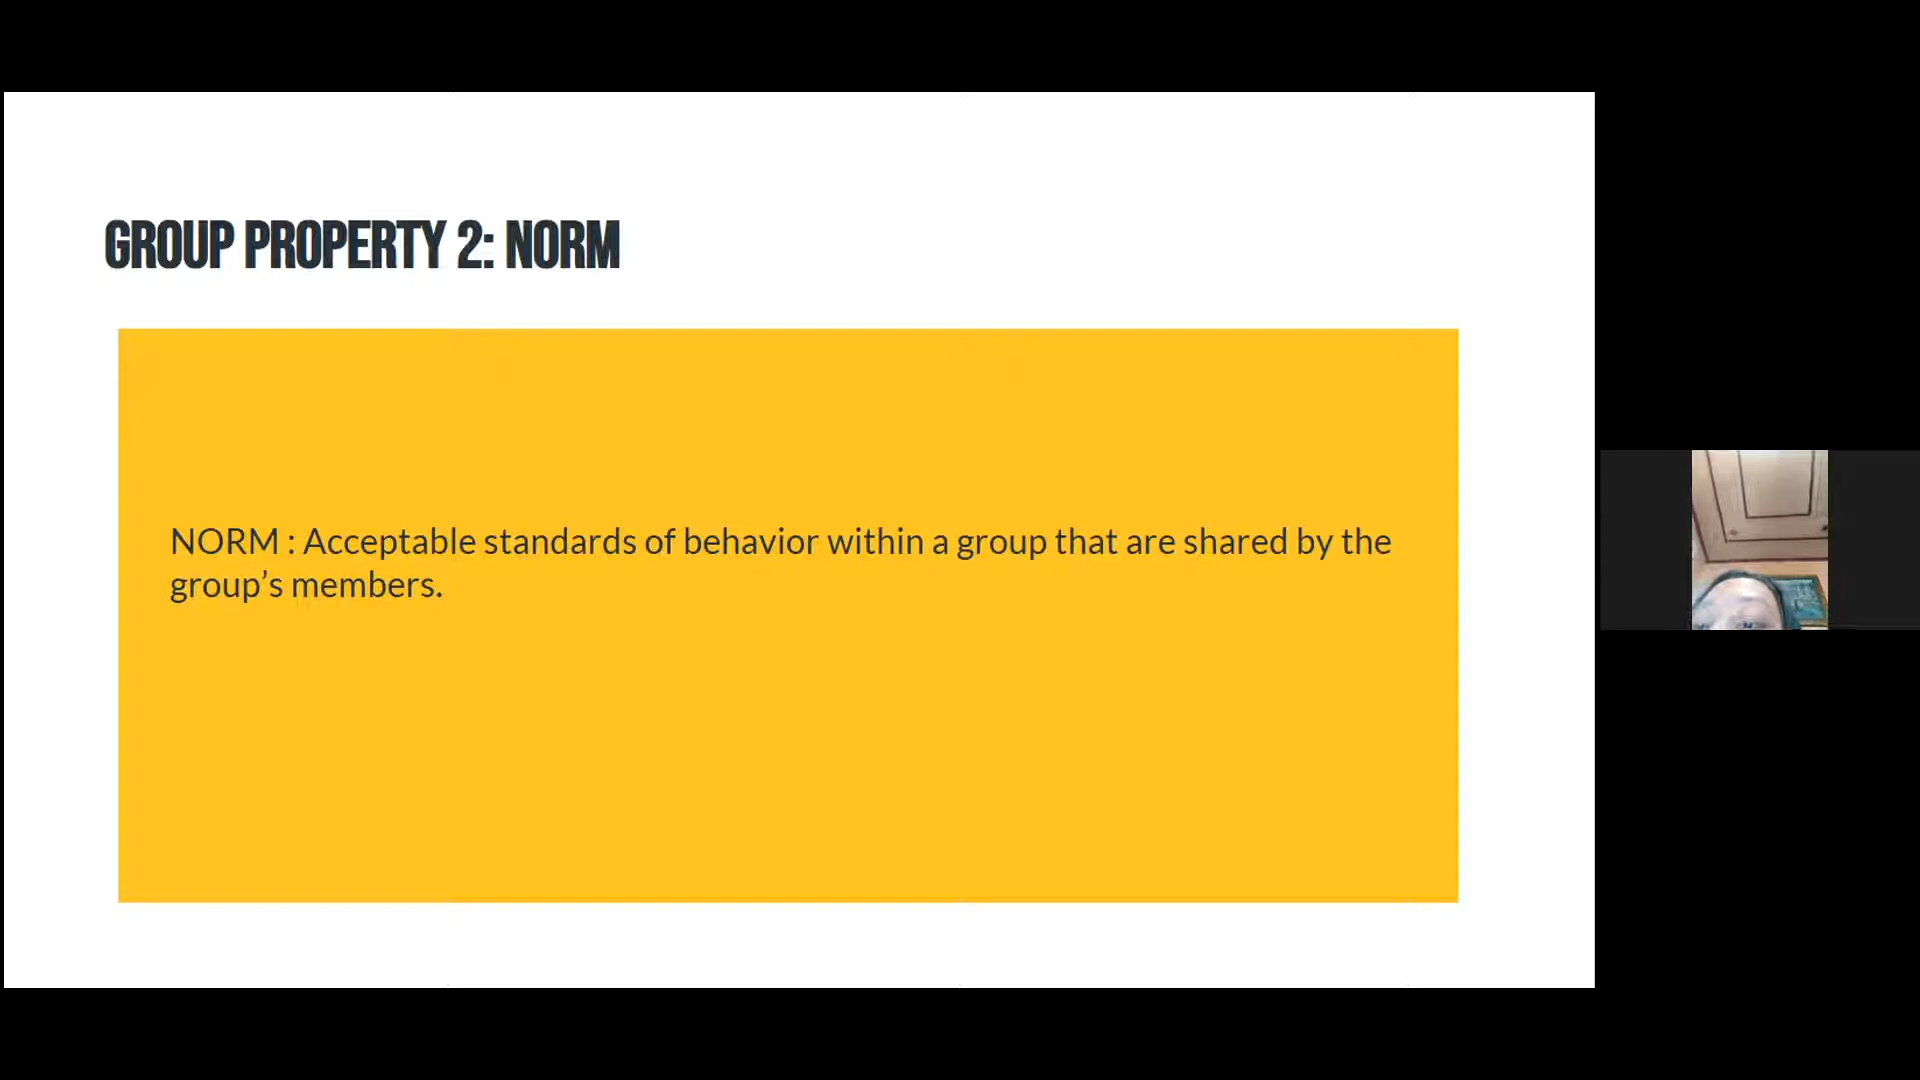 GROUP PROPERTY 2: NORM
NORM : Acceptable standards of behavior within a group that are shared by the
group’s members.